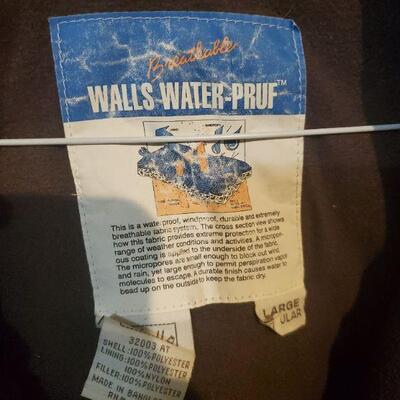 Breathable
WALLS WATER-PRUF™
This is a waterproof, windproof, durable and extremely
breathable fabric system. The cross section view shows
how this fabric provides extreme protection for a wide
range of weather conditions and activities. A micropor-
ous coating is applied to the underside of the fabric.
The micropores are small enough to block out wind
and rain, yet large enough to permit perspiration vapor
molecules to escape. A durable finish causes water to
bead up on the outside to keep the fabric dry.
LARGE
ULAR
32003 AT
SHELL:100%POLYESTER
LINING:100%POLYESTER
100%NYLON
FILLER:100%POLYESTER
MADE IN
RN